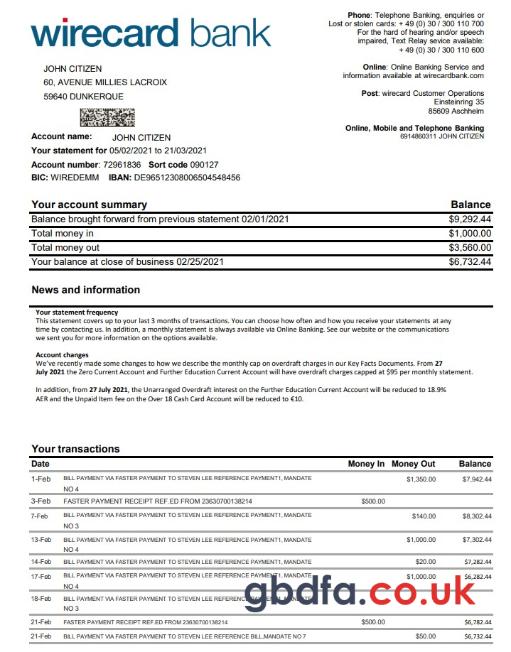 wirecard bank
Phone: Telephone Banking, enquiries or
Lost or stolen cards: + 49 (0) 30 / 300 110 700
For the hard of hearing and/or speech
impaired, Text Relay sevice available:
+ 49 (0) 30 / 300 110 600
Online: Online Banking Service and
information available at wirecardbank.com
Post: wirecard Customer Operations
Einsteinring 35
85609 Aschheim
Online, Mobile and Telephone Banking
6914860311 JOHN CITIZEN
JOHN CITIZEN
60, AVENUE MILLIES LACROIX
59640 DUNKERQUE
Account name: JOHN CITIZEN
Your statement for 05/02/2021 to 21/03/2021
Account number: 72961836 Sort code 090127
BIC: WIREDEMM IBAN: DE96512308006504548456
Your account summary Balance
Balance brought forward from previous statement 02/01/2021 $9,292.44
Total money in $1,000.00
Total money out $3,560.00
Your balance at close of business 02/25/2021 $6,732.44
News and information
Your statement frequency
This statement covers up to your last 3 months of transactions. You can choose how often and how you receive your statements at any
time by contacting us. In addition, a monthly statement is always available via Online Banking. See our website or the communications
we sent you for more information on the options available.
Account changes
We've recently made some changes to how we describe the monthly cap on overdraft charges in our Key Facts Documents. From 27
July 2021 the Zero Current Account and Further Education Current Account will have overdraft charges capped at $95 per monthly statement.
In addition, from 27 July 2021, the Unarranged Overdraft interest on the Further Education Current Account will be reduced to 18.9%
AER and the Unpaid Item fee on the Over 18 Cash Card Account will be reduced to €10.
Your transactions
Date Money In Money Out Balance
1-Feb BILL PAYMENT VIA FASTER PAYMENT TO STEVEN LEE REFERENCE PAYMENT1, MANDATE $1,350.00 $7,942.44
NO 4
3-Feb FASTER PAYMENT RECEIPT REF.ED FROM 23630700138214 $500.00
7-Feb BILL PAYMENT VIA FASTER PAYMENT TO STEVEN LEE REFERENCE PAYMENT1, MANDATE $140.00 $8,302.44
NO 3
13-Feb BILL PAYMENT VIA FASTER PAYMENT TO STEVEN LEE REFERENCE PAYMENT1, MANDATE $1,000.00 $7,302.44
NO 4
14-Feb BILL PAYMENT VIA FASTER PAYMENT TO STEVEN LEE REFERENCE PAYMENT1, MANDATE $20.00 $7,282.44
17-Feb BILL PAYMENT VIA FASTER PAYMENT TO STEVEN LEE REFERENCE PAYMENT1, MANDATE $1,000.00 $6,282.44
NO 4
18-Feb BILL PAYMENT VIA FASTER PAYMENT TO STEVEN LEE REFERENCE
NO 3
gbdfa.co.uk
21-Feb FASTER PAYMENT RECEIPT REF.ED FROM 23630700138214 $500.00 $6,782.44
21-Feb BILL PAYMENT VIA FASTER PAYMENT TO STEVEN LEE REFERENCE BILL,MANDATE NO 7 $50.00 $6,732.44